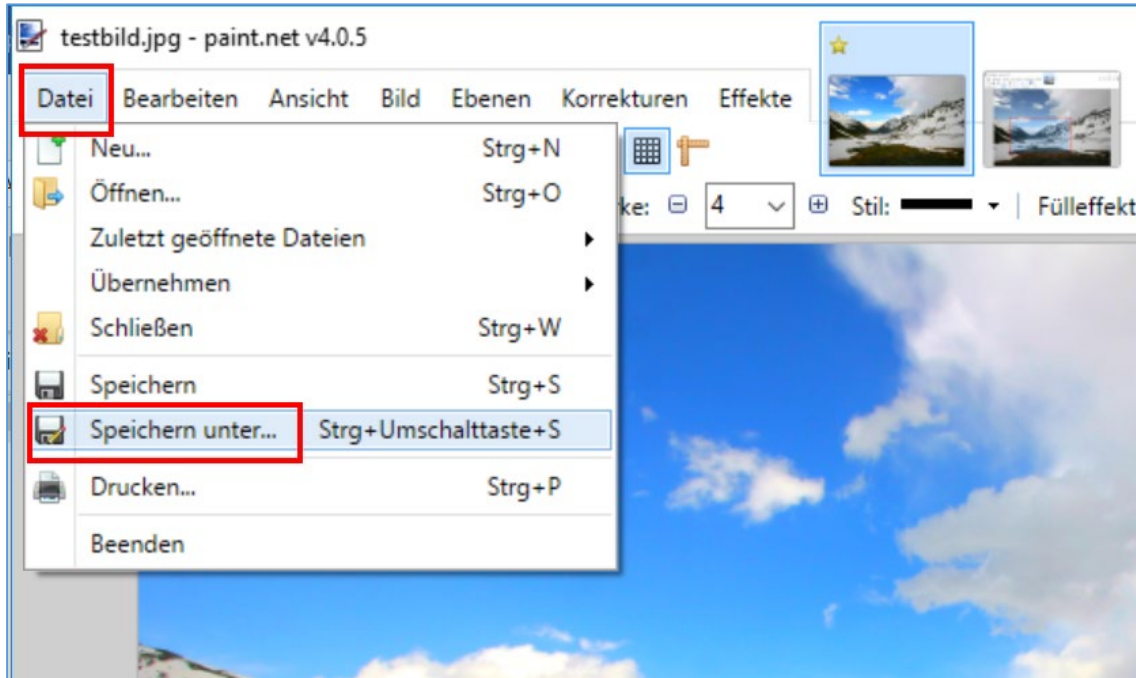 testbild.jpg - paint.net v4.0.5
Datei Bearbeiten Ansicht Bild Ebenen Korrekturen Effekte
Neu... Strg+N
Öffnen... Strg+O
ke: 4 Stil: Fülleffekt
Zuletzt geöffnete Dateien
Übernehmen
Schließen Strg+W
Speichern Strg+S
Speichern unter... Strg+Umschalttaste+S
Drucken... Strg+P
Beenden